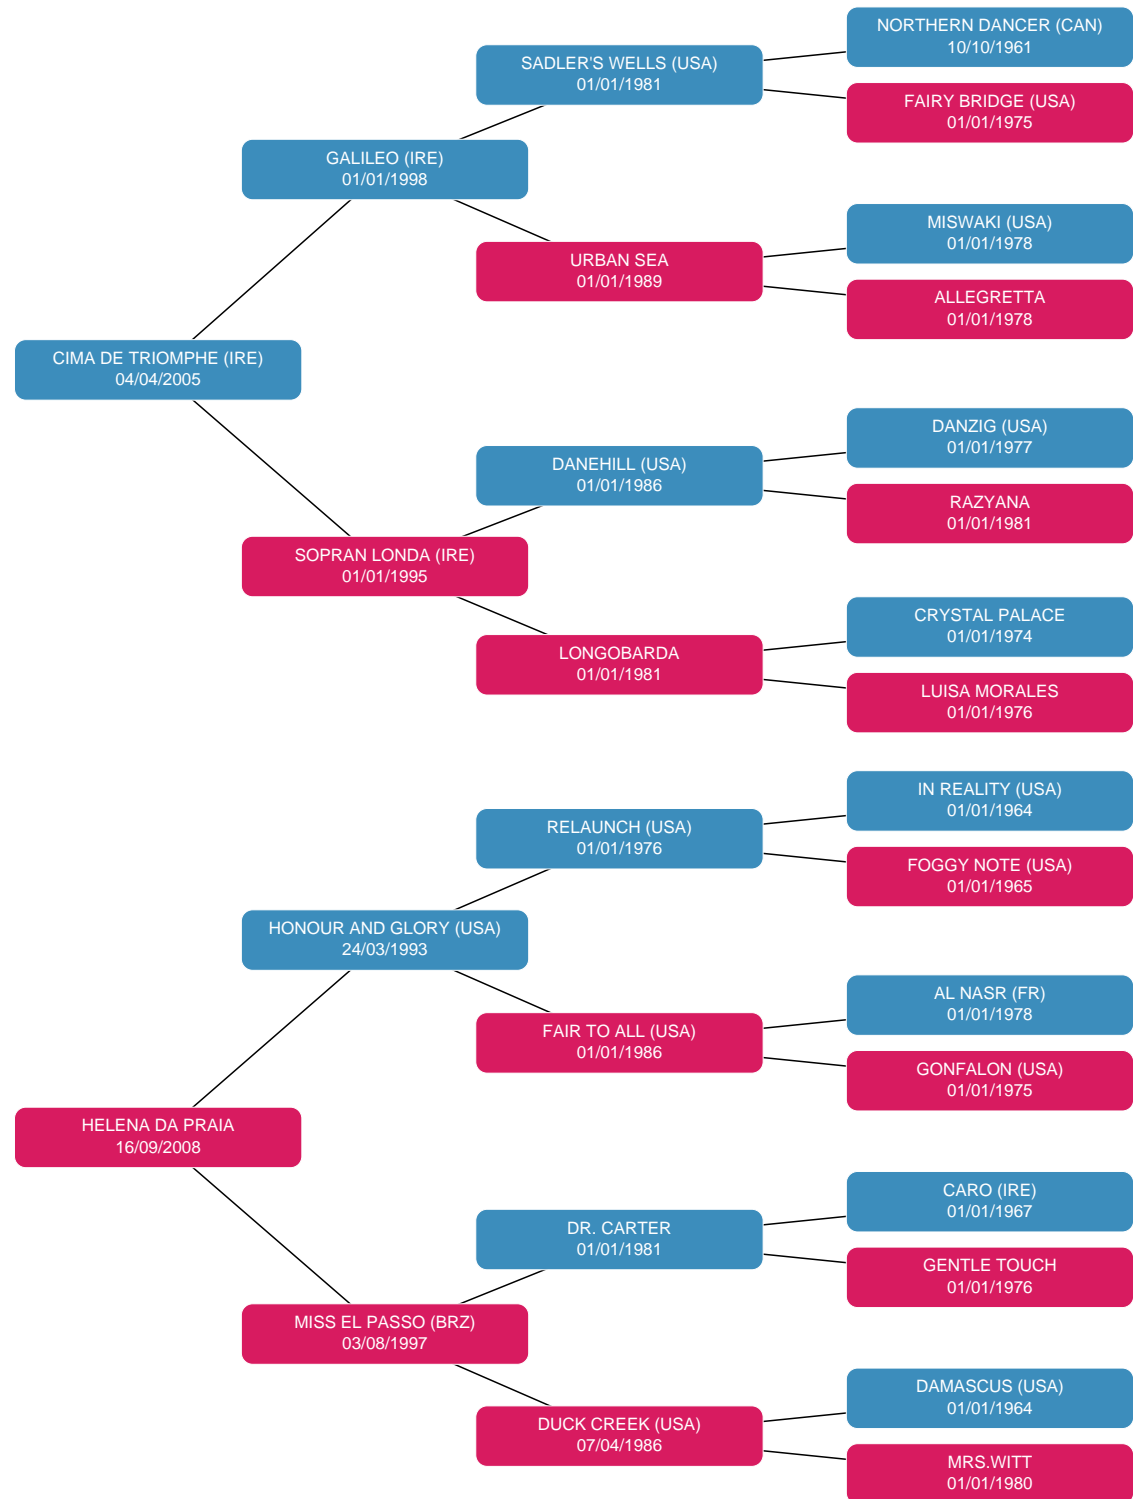 NORTHERN DANCER (CAN)
10/10/1961
SADLER'S WELLS (USA)
01/01/1981
FAIRY BRIDGE (USA)
01/01/1975
GALILEO (IRE)
01/01/1998
MISWAKI (USA)
01/01/1978
URBAN SEA
01/01/1989
ALLEGRETTA
01/01/1978
CIMA DE TRIOMPHE (IRE)
04/04/2005
DANZIG (USA)
01/01/1977
DANEHILL (USA)
01/01/1986
RAZYANA
01/01/1981
SOPRAN LONDA (IRE)
01/01/1995
CRYSTAL PALACE
01/01/1974
LONGOBARDA
01/01/1981
LUISA MORALES
01/01/1976
IN REALITY (USA)
01/01/1964
RELAUNCH (USA)
01/01/1976
FOGGY NOTE (USA)
01/01/1965
HONOUR AND GLORY (USA)
24/03/1993
AL NASR (FR)
01/01/1978
FAIR TO ALL (USA)
01/01/1986
GONFALON (USA)
01/01/1975
HELENA DA PRAIA
16/09/2008
CARO (IRE)
01/01/1967
DR. CARTER
01/01/1981
GENTLE TOUCH
01/01/1976
MISS EL PASSO (BRZ)
03/08/1997
DAMASCUS (USA)
01/01/1964
DUCK CREEK (USA)
07/04/1986
MRS.WITT
01/01/1980